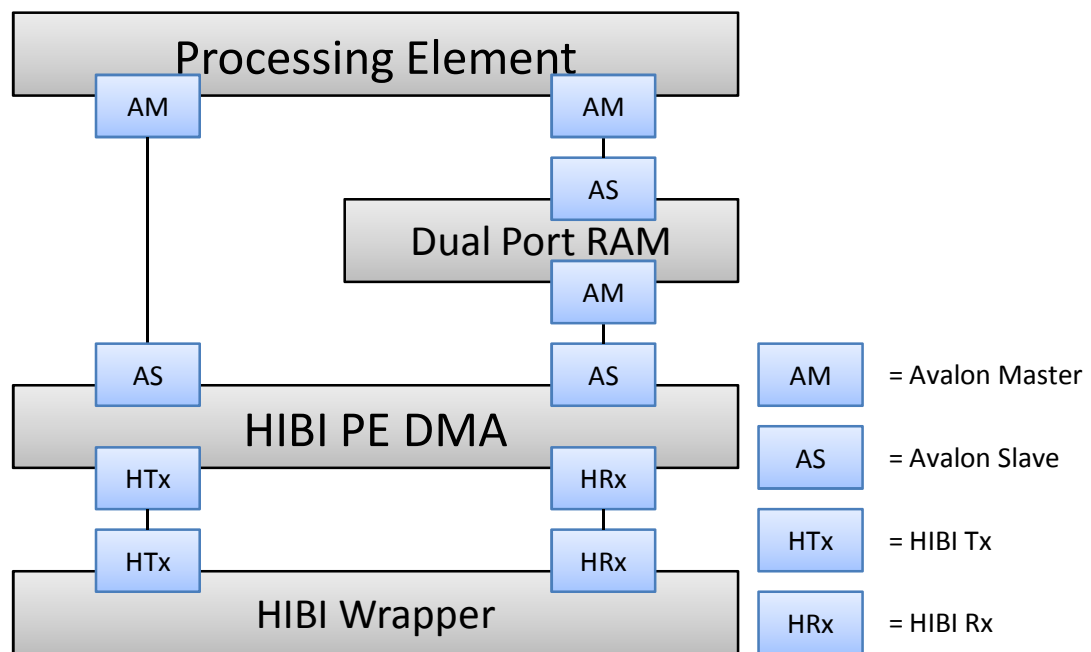 Processing Element
AM
AM
AS
Dual Port RAM
AM
AS
AS
HIBI PE DMA
HTx
HRx
HTx
HRx
HIBI Wrapper
AM = Avalon Master
AS = Avalon Slave
HTx = HIBI Tx
HRx = HIBI Rx